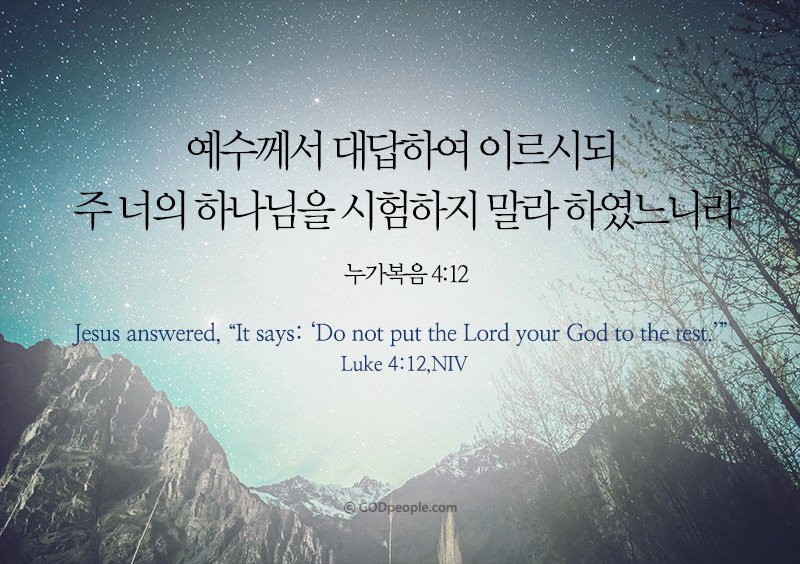 예수께서 대답하여 이르시되
주 너의 하나님을 시험하지 말라 하였느니라
누가복음 4:12
Jesus answered, “It says: ‘Do not put the Lord your God to the test.’”
Luke 4:12,NIV
© GODpeople.com